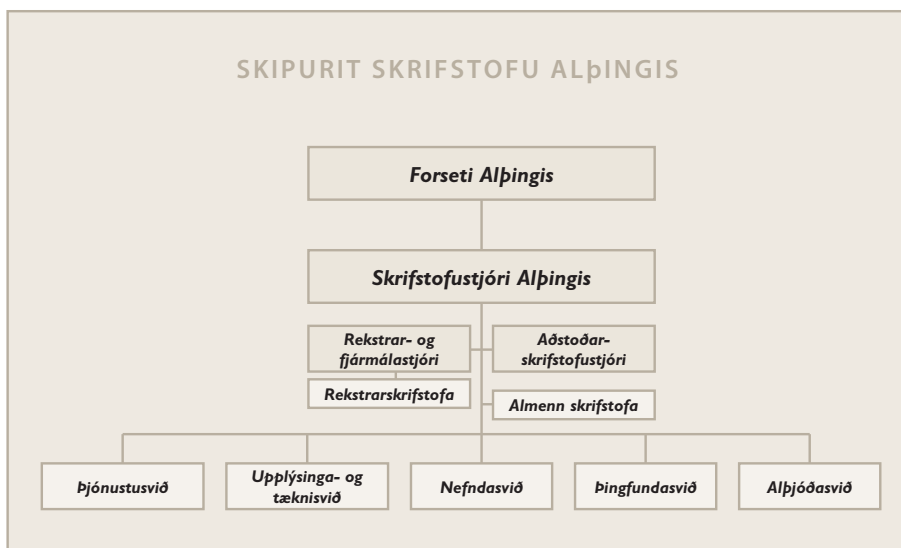 SKIPURIT SKRIFSTOFU ALÞINGIS
Forseti Alþingis
Skrifstofustjóri Alþingis
Rekstrar- og
fjármálastjóri
Aðstoðar-
skrifstofustjóri
Rekstrarskrifstofa
Almenn skrifstofa
Þjónustusvið
Upplýsinga- og
tæknisvið
Nefndasvið
Þingfundasvið
Alþjóðasvið